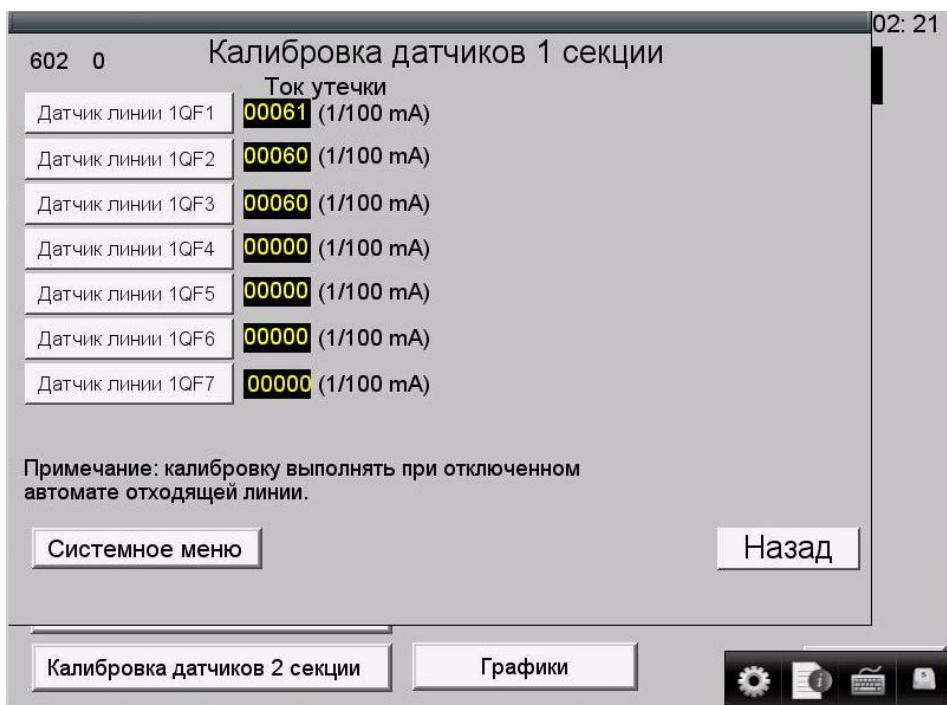 02: 21
602 0 Калибровка датчиков 1 секции
Ток утечки
Датчик линии 1QF1 00061 (1/100 mA)
Датчик линии 1QF2 00060 (1/100 mA)
Датчик линии 1QF3 00060 (1/100 mA)
Датчик линии 1QF4 00000 (1/100 mA)
Датчик линии 1QF5 00000 (1/100 mA)
Датчик линии 1QF6 00000 (1/100 mA)
Датчик линии 1QF7 00000 (1/100 mA)
Примечание: калибровку выполнять при отключенном
автомате отходящей линии.
Системное меню Назад
Калибровка датчиков 2 секции Графики